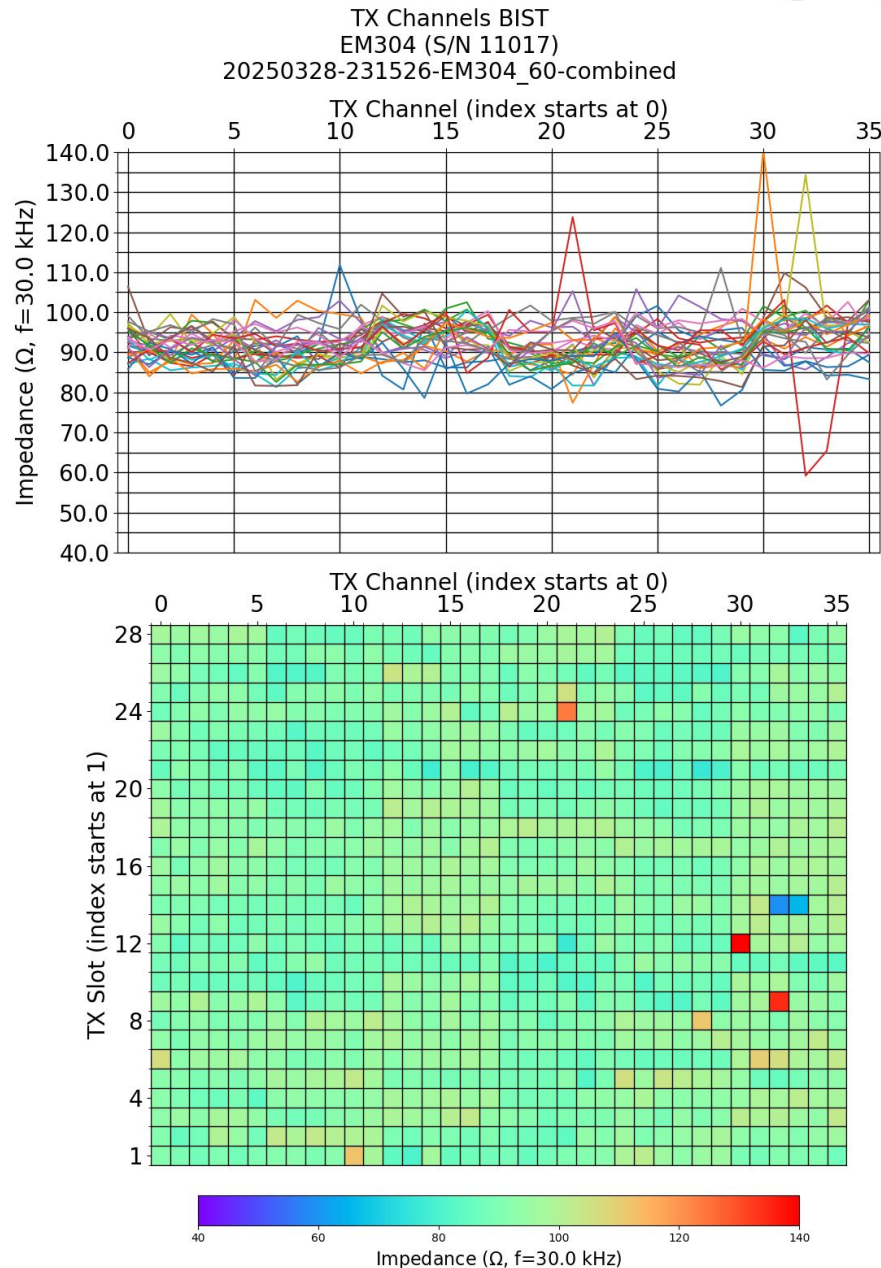 TX Channels BIST
EM304 (S/N 11017)
20250328-231526-EM304_60-combined
TX Channel (index starts at 0)
0 5 10 15 20 25 30 35
140.0
130.0
120.0
110.0
100.0
90.0
80.0
70.0
60.0
50.0
40.0
Impedance (Ω, f=30.0 kHz)
TX Channel (index starts at 0)
0 5 10 15 20 25 30 35
28
24
20
16
12
8
4
1
TX Slot (index starts at 1)
40 60 80 100 120 140
Impedance (Ω, f=30.0 kHz)